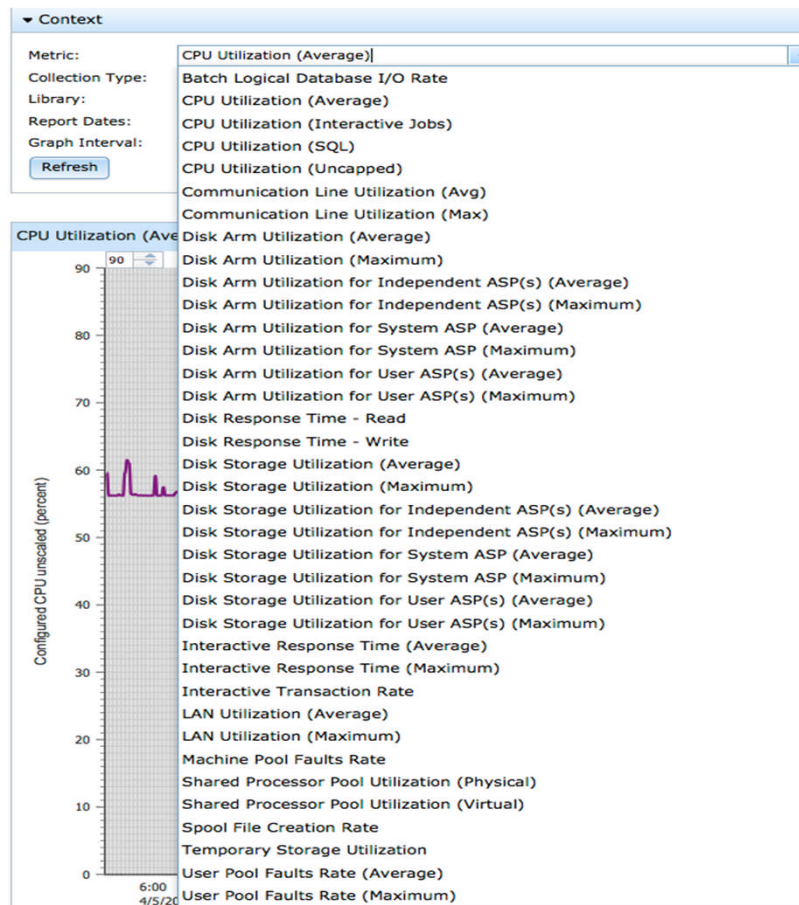 Context
Metric:
CPU Utilization (Average)
Collection Type:
Library:
Report Dates:
Graph Interval:
Refresh
Batch Logical Database I/O Rate
CPU Utilization (Average)
CPU Utilization (Interactive Jobs)
CPU Utilization (SQL)
CPU Utilization (Uncapped)
Communication Line Utilization (Avg)
Communication Line Utilization (Max)
Disk Arm Utilization (Average)
Disk Arm Utilization (Maximum)
Disk Arm Utilization for Independent ASP(s) (Average)
Disk Arm Utilization for Independent ASP(s) (Maximum)
Disk Arm Utilization for System ASP (Average)
Disk Arm Utilization for System ASP (Maximum)
Disk Arm Utilization for User ASP(s) (Average)
Disk Arm Utilization for User ASP(s) (Maximum)
Disk Response Time - Read
Disk Response Time - Write
Disk Storage Utilization (Average)
Disk Storage Utilization (Maximum)
Disk Storage Utilization for Independent ASP(s) (Average)
Disk Storage Utilization for Independent ASP(s) (Maximum)
Disk Storage Utilization for System ASP (Average)
Disk Storage Utilization for System ASP (Maximum)
Disk Storage Utilization for User ASP(s) (Average)
Disk Storage Utilization for User ASP(s) (Maximum)
Interactive Response Time (Average)
Interactive Response Time (Maximum)
Interactive Transaction Rate
LAN Utilization (Average)
LAN Utilization (Maximum)
Machine Pool Faults Rate
Shared Processor Pool Utilization (Physical)
Shared Processor Pool Utilization (Virtual)
Spool File Creation Rate
Temporary Storage Utilization
User Pool Faults Rate (Average)
User Pool Faults Rate (Maximum)
CPU Utilization (Ave
90
90
80
70
60
50
40
30
20
10
0
Configured CPU unscaled (percent)
6:00
4/5/20